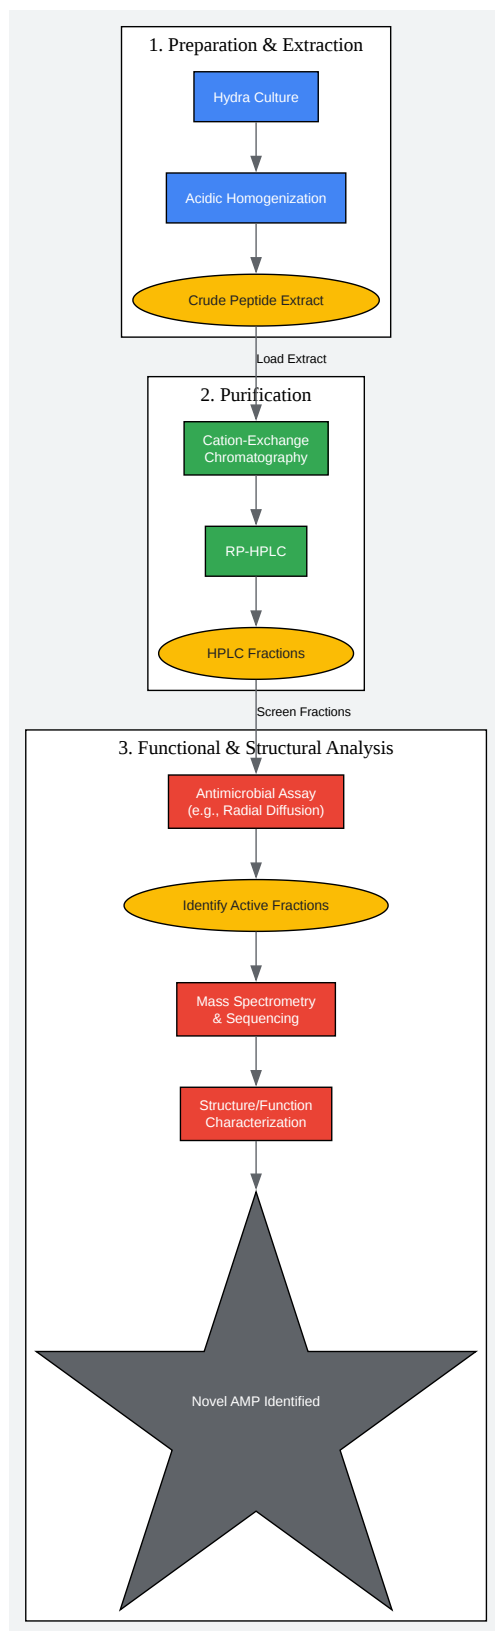 1. Preparation & Extraction
Hydra Culture
Acidic Homogenization
Crude Peptide Extract
Load Extract
2. Purification
Cation-Exchange
Chromatography
RP-HPLC
HPLC Fractions
Screen Fractions
3. Functional & Structural Analysis
Antimicrobial Assay
(e.g., Radial Diffusion)
Identify Active Fractions
Mass Spectrometry
& Sequencing
Structure/Function
Characterization
Novel AMP Identified